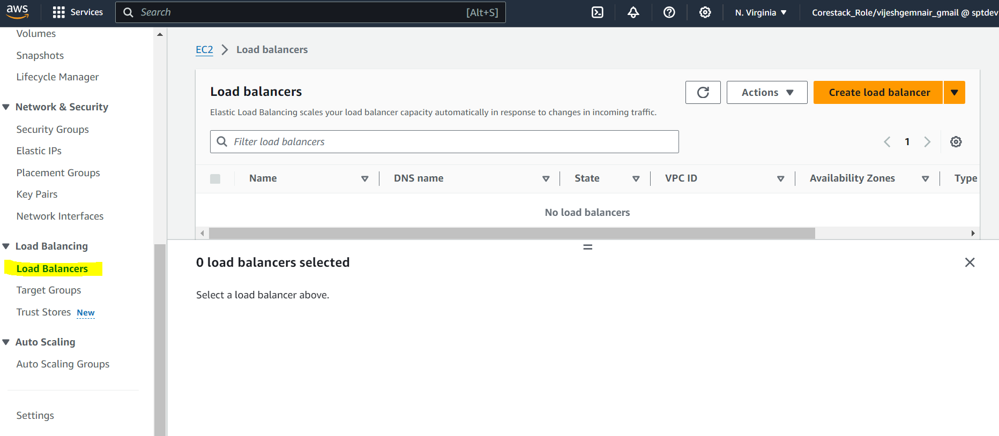 aws
Services
Search
[Alt+S]
N. Virginia
Corestack_Role/vijeshgemnair_gmail @ sptdev
Volumes
Snapshots
Lifecycle Manager
Network & Security
Security Groups
Elastic IPs
Placement Groups
Key Pairs
Network Interfaces
Load Balancing
Load Balancers
Target Groups
Trust Stores New
Auto Scaling
Auto Scaling Groups
Settings
EC2 > Load balancers
Load balancers
Actions
Create load balancer
Elastic Load Balancing scales your load balancer capacity automatically in response to changes in incoming traffic.
Filter load balancers
1
Name DNS name State VPC ID Availability Zones Type
No load balancers
0 load balancers selected
Select a load balancer above.